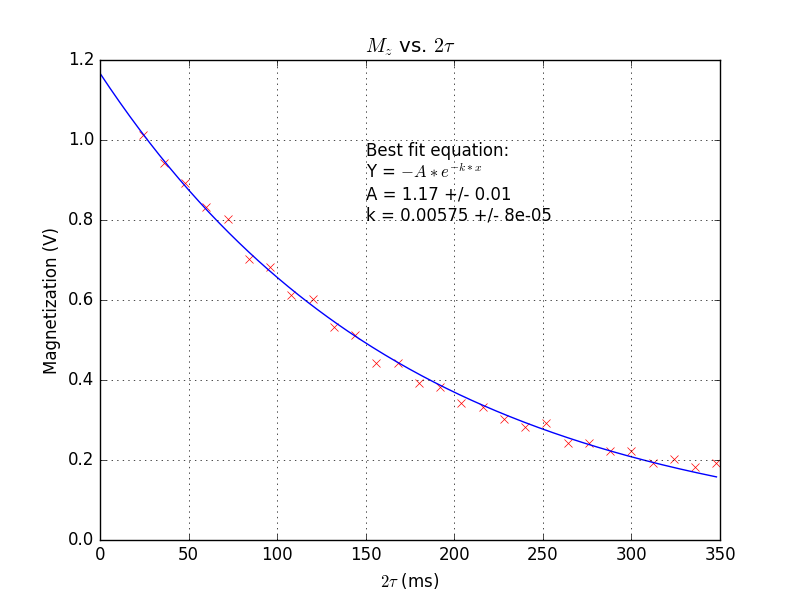 M_z vs. 2τ
1.2
1.0
0.8
0.6
0.4
0.2
0.0
Magnetization (V)
Best fit equation:
Y = −A∗e^{−k∗x}
A = 1.17 +/- 0.01
k = 0.00575 +/- 8e-05
0 50 100 150 200 250 300 350
2τ (ms)